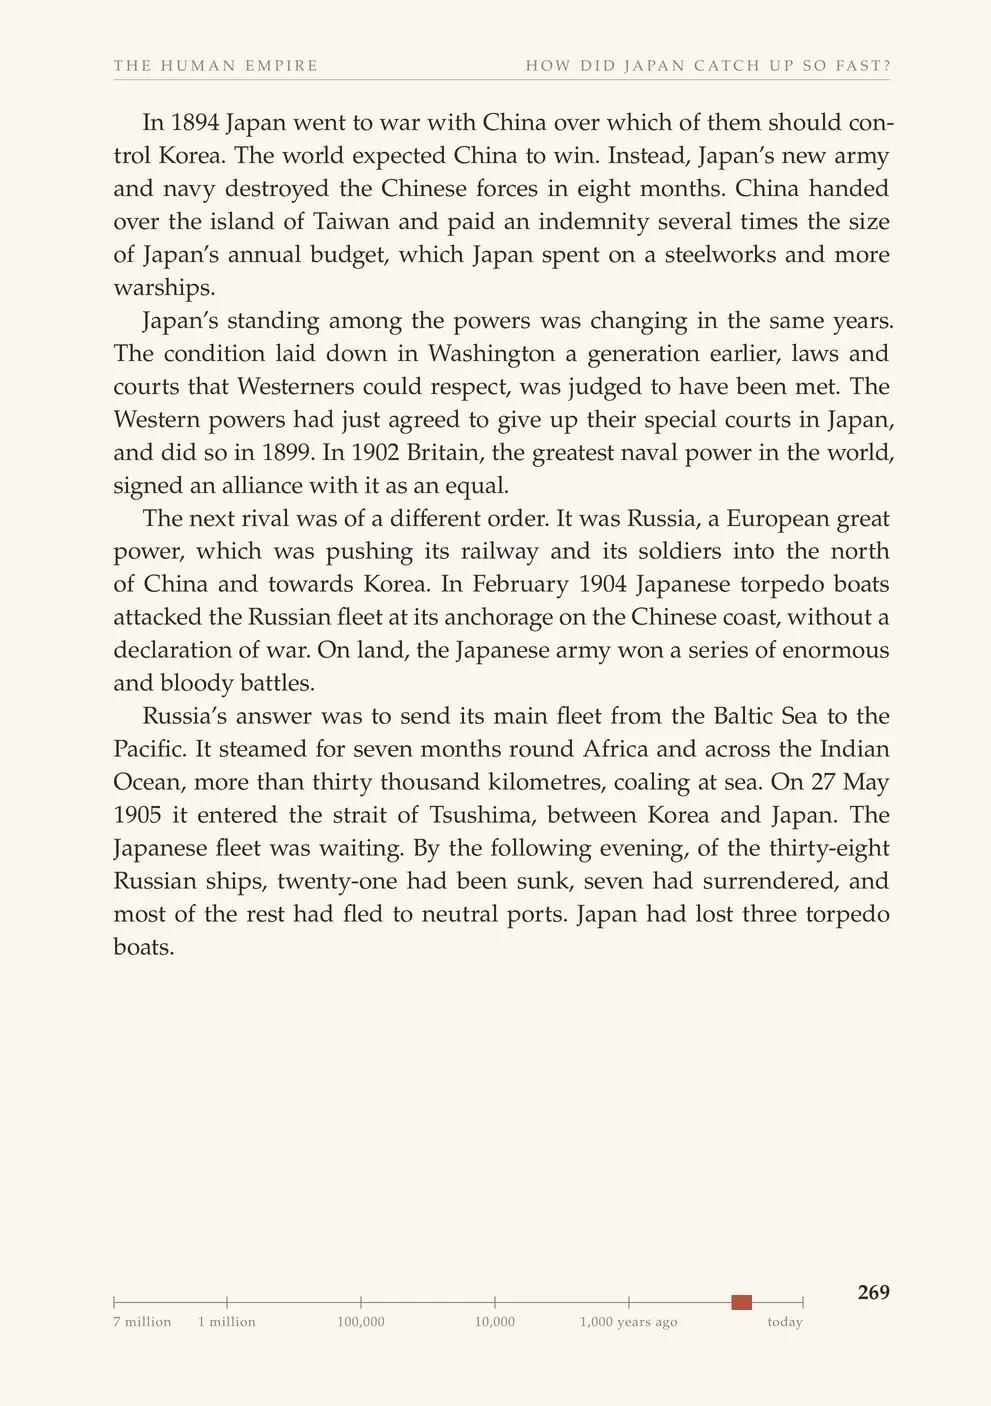 THE HUMAN EMPIRE
HOW DID JAPAN CATCH UP SO FAST?
In 1894 Japan went to war with China over which of them should con-
trol Korea. The world expected China to win. Instead, Japan’s new army
and navy destroyed the Chinese forces in eight months. China handed
over the island of Taiwan and paid an indemnity several times the size
of Japan’s annual budget, which Japan spent on a steelworks and more
warships.
Japan’s standing among the powers was changing in the same years.
The condition laid down in Washington a generation earlier, laws and
courts that Westerners could respect, was judged to have been met. The
Western powers had just agreed to give up their special courts in Japan,
and did so in 1899. In 1902 Britain, the greatest naval power in the world,
signed an alliance with it as an equal.
The next rival was of a different order. It was Russia, a European great
power, which was pushing its railway and its soldiers into the north
of China and towards Korea. In February 1904 Japanese torpedo boats
attacked the Russian fleet at its anchorage on the Chinese coast, without a
declaration of war. On land, the Japanese army won a series of enormous
and bloody battles.
Russia’s answer was to send its main fleet from the Baltic Sea to the
Pacific. It steamed for seven months round Africa and across the Indian
Ocean, more than thirty thousand kilometres, coaling at sea. On 27 May
1905 it entered the strait of Tsushima, between Korea and Japan. The
Japanese fleet was waiting. By the following evening, of the thirty-eight
Russian ships, twenty-one had been sunk, seven had surrendered, and
most of the rest had fled to neutral ports. Japan had lost three torpedo
boats.
269
7 million 1 million 100,000 10,000 1,000 years ago today